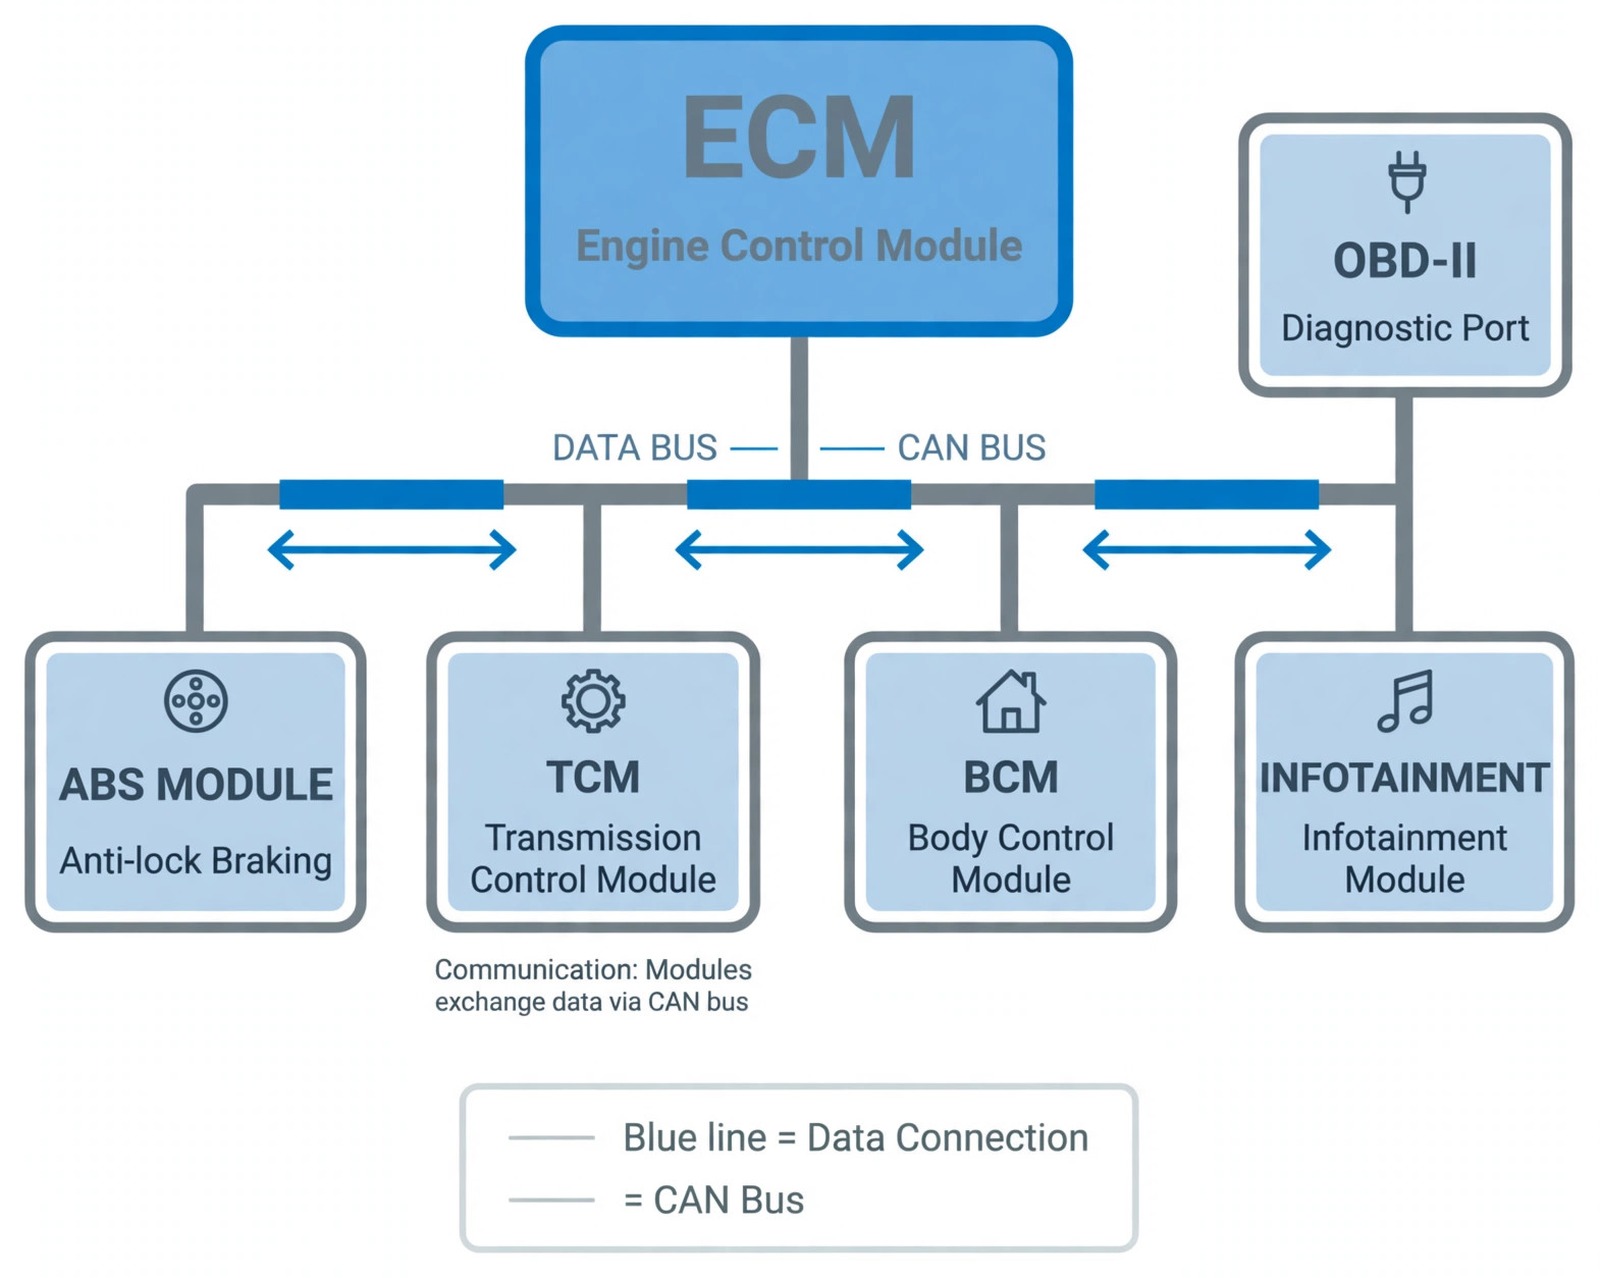 ECM
Engine Control Module
OBD-II
Diagnostic Port
DATA BUS
CAN BUS
ABS MODULE
Anti-lock Braking
TCM
Transmission
Control Module
BCM
Body Control
Module
INFOTAINMENT
Infotainment
Module
Communication: Modules
exchange data via CAN bus
Blue line = Data Connection
= CAN Bus